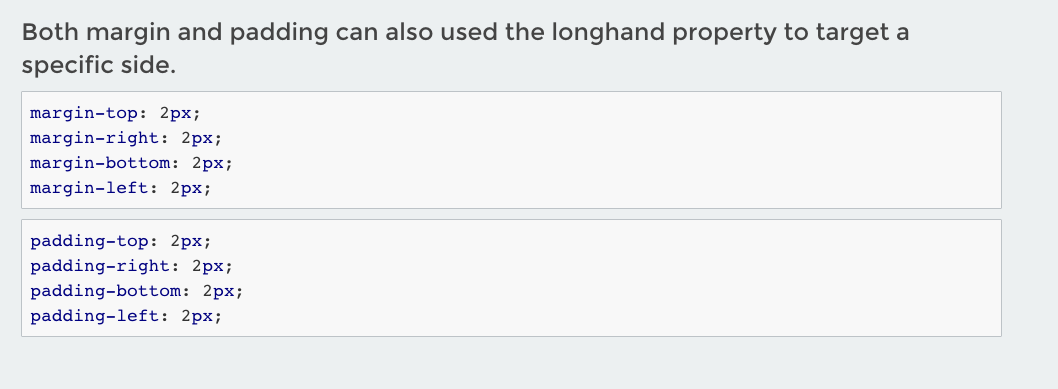 Both margin and padding can also used the longhand property to target a
specific side.
margin-top: 2px;
margin-right: 2px;
margin-bottom: 2px;
margin-left: 2px;
padding-top: 2px;
padding-right: 2px;
padding-bottom: 2px;
padding-left: 2px;